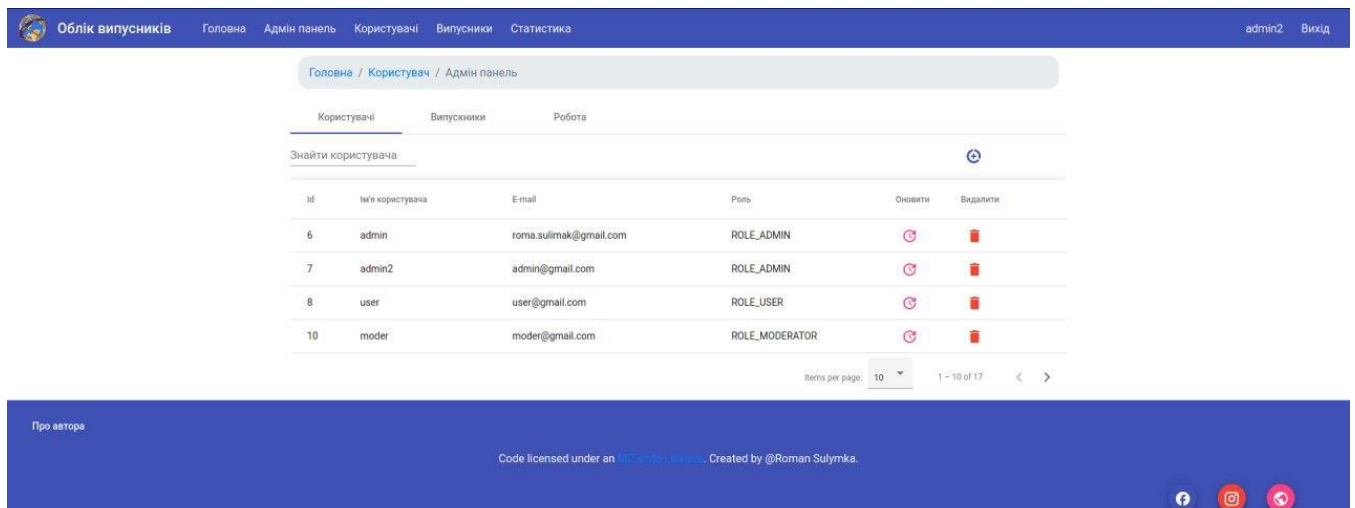 Облік випусників Головна Адмін панель Користувачі Випусники Статистика admin2 Вихід
Головна / Користувач / Адмін панель
Користувачі Випускники Робота
Знайти користувача
Id Ім'я користувача E-mail Роль Оновити Видалити
6 admin roma.sulimak@gmail.com ROLE_ADMIN
7 admin2 admin@gmail.com ROLE_ADMIN
8 user user@gmail.com ROLE_USER
10 moder moder@gmail.com ROLE_MODERATOR
Items per page: 10 1 – 10 of 17
Про автора
Code licensed under an . Created by @Roman Sulymka.